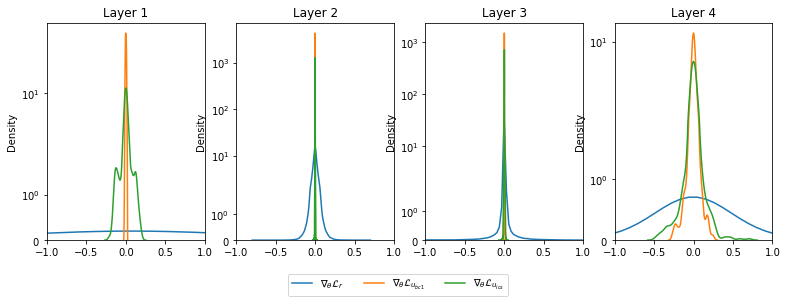 Layer 1 Layer 2 Layer 3 Layer 4
Density Density Density Density
10¹ 10³ 10³ 10¹
10² 10²
10¹ 10¹
10⁰ 10⁰ 10⁰ 10⁰
0 0 0 0
−1.0 −0.5 0.0 0.5 1.0 −1.0 −0.5 0.0 0.5 1.0 −1.0 −0.5 0.0 0.5 1.0 −1.0 −0.5 0.0 0.5 1.0
∇θℒr ∇θℒu_bc1 ∇θℒu_ics